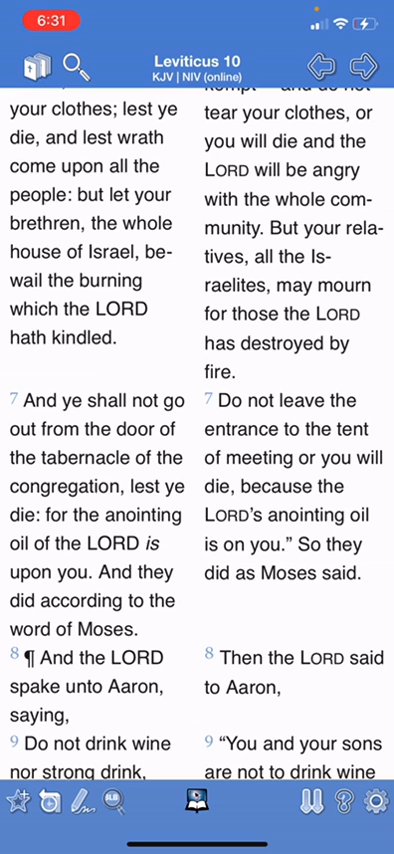 6:31
Leviticus 10
KJV | NIV (online)
your clothes; lest ye
die, and lest wrath
come upon all the
people: but let your
brethren, the whole
house of Israel, be-
wail the burning
which the LORD
hath kindled.
7 And ye shall not go
out from the door of
the tabernacle of the
congregation, lest ye
die: for the anointing
oil of the LORD is
upon you. And they
did according to the
word of Moses.
8 ¶ And the LORD
spake unto Aaron,
saying,
9 Do not drink wine
nor strong drink,
tear your clothes, or
you will die and the
LORD will be angry
with the whole com-
munity. But your rela-
tives, all the Is-
raelites, may mourn
for those the LORD
has destroyed by
fire.
7 Do not leave the
entrance to the tent
of meeting or you will
die, because the
LORD’s anointing oil
is on you.” So they
did as Moses said.
8 Then the LORD said
to Aaron,
9 “You and your sons
are not to drink wine
ALB